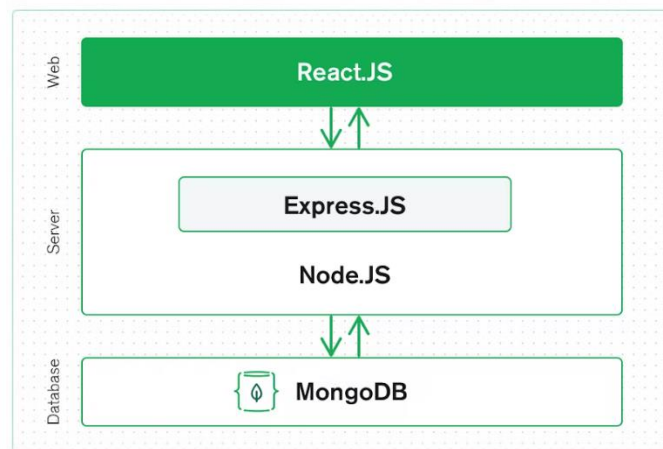 Web
React.JS
Server
Express.JS
Node.JS
Database
MongoDB